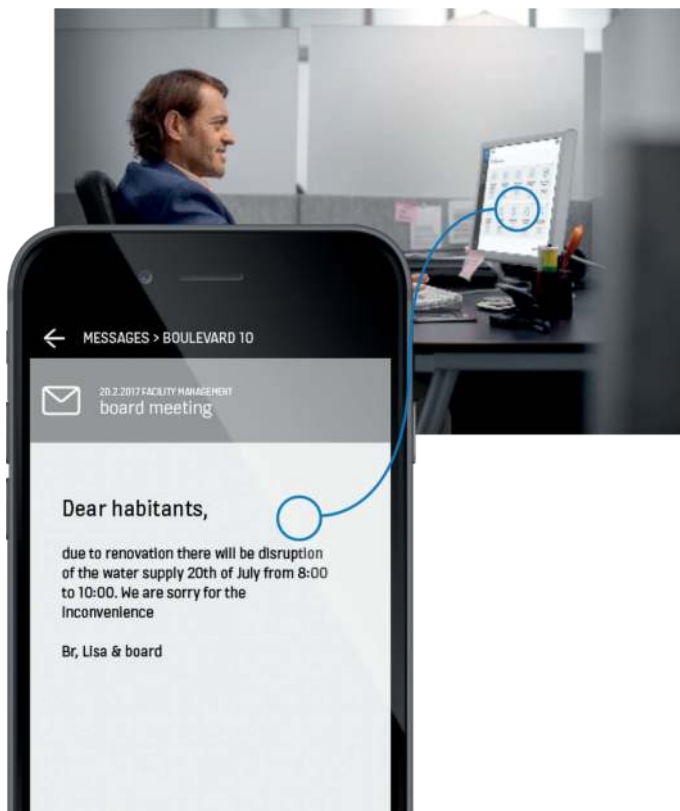 MESSAGES > BOULEVARD 10
20.2.2017 FACILITY MANAGEMENT
board meeting
Dear habitants,
due to renovation there will be disruption
of the water supply 20th of July from 8:00
to 10:00. We are sorry for the
Inconvenience
Br, Lisa & board